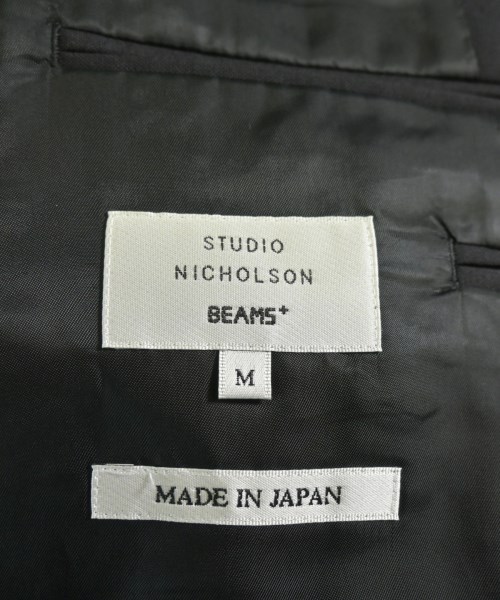 STUDIO
NICHOLSON
BEAMS+
M
MADE IN JAPAN